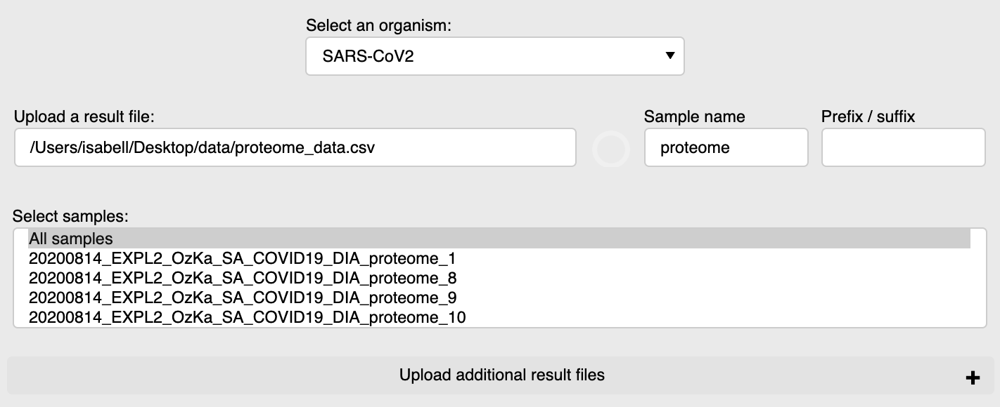 Select an organism:
SARS-CoV2
Upload a result file:
Sample name
Prefix / suffix
/Users/isabell/Desktop/data/proteome_data.csv
proteome
Select samples:
All samples
20200814_EXPL2_OzKa_SA_COVID19_DIA_proteome_1
20200814_EXPL2_OzKa_SA_COVID19_DIA_proteome_8
20200814_EXPL2_OzKa_SA_COVID19_DIA_proteome_9
20200814_EXPL2_OzKa_SA_COVID19_DIA_proteome_10
Upload additional result files